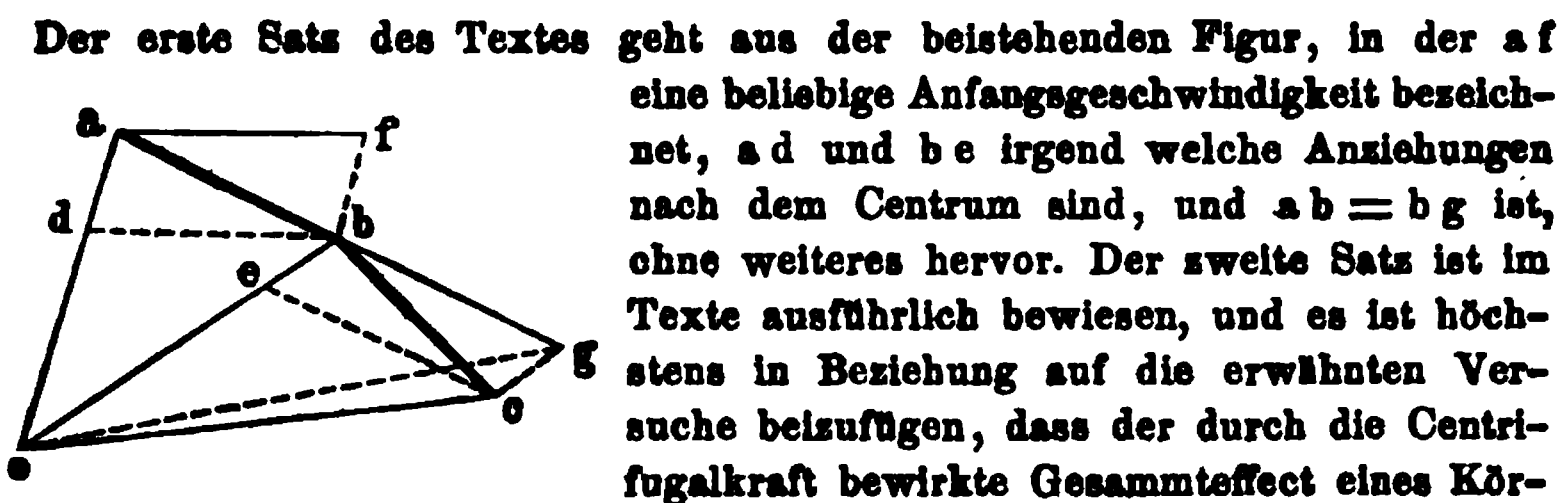 Der erste Satz des Textes geht aus der beistehenden Figur, in der a f
eine beliebige Anfangsgeschwindigkeit bezeich-
net, a d und b e irgend welche Anziehungen
nach dem Centrum sind, und a b = b g ist,
ohne weiteres hervor. Der zweite Satz ist im
Texte ausführlich bewiesen, und es ist höch-
stens in Beziehung auf die erwähnten Ver-
suche beizufügen, dass der durch die Centri-
fugalkraft bewirkte Gesammteffect eines Kör-
a
f
d
b
e
g
c
o